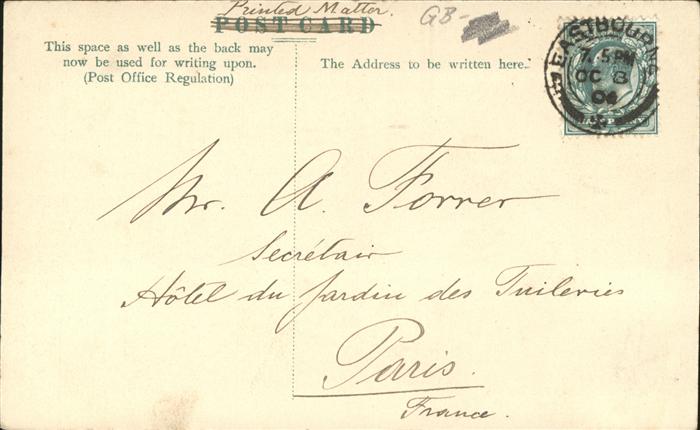 Printed Matter.
POST CARD
GB-
This space as well as the back may
now be used for writing upon.
(Post Office Regulation)
The Address to be written here.
EASTBOURNE
7.5 PM
OC 8
04
Mr. A. Forrer
Secrétair
Hôtel du Jardin des Tuileries
Paris.
France.